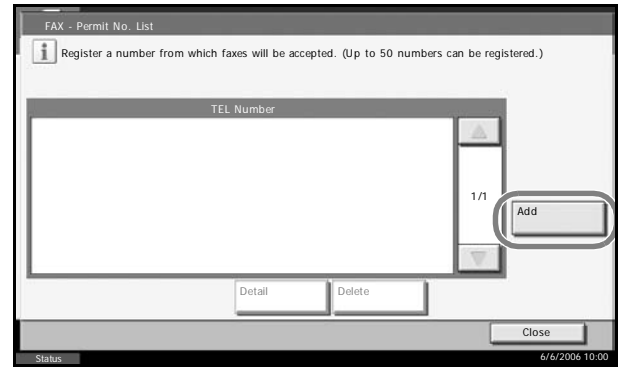 FAX - Permit No. List
i Register a number from which faxes will be accepted. (Up to 50 numbers can be registered.)
TEL Number
1/1
Add
Detail Delete
Close
Status 6/6/2006 10:00